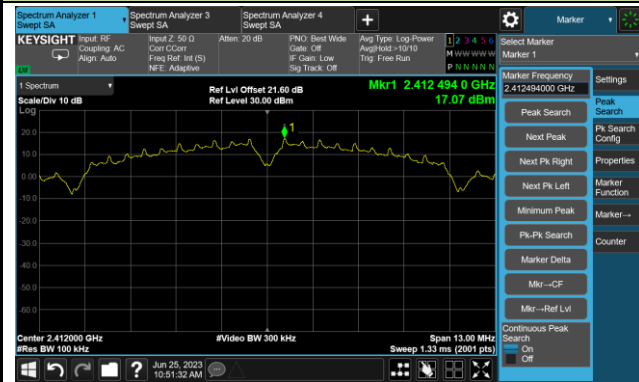 Spectrum Analyzer 1
Swept SA
Spectrum Analyzer 3
Swept SA
Spectrum Analyzer 4
Swept SA
Marker
KEYSIGHT
Input: RF
Coupling: AC
Align: Auto
Input Z: 50 Ω
Corr CCorr
Freq Ref: Int (S)
NFE: Adaptive
Atten: 20 dB
PNO: Best Wide
Gate: Off
IF Gain: Low
Sig Track: Off
Avg Type: Log-Power
Avg|Hold:>10/10
Trig: Free Run
1 2 3 4 5 6
M W W W W W
P N N N N N
LW
Select Marker
Marker 1
1 Spectrum
Scale/Div 10 dB
Log
Ref Lvl Offset 21.60 dB
Ref Level 30.00 dBm
Mkr1 2.412 494 0 GHz
17.07 dBm
1
20.0
10.0
0.00
-10.0
-20.0
-30.0
-40.0
-50.0
-60.0
Center 2.412000 GHz
#Res BW 100 kHz
#Video BW 300 kHz
Span 13.00 MHz
Sweep 1.33 ms (2001 pts)
Marker Frequency
2.412494000 GHz
Peak Search
Next Peak
Next Pk Right
Next Pk Left
Minimum Peak
Pk-Pk Search
Marker Delta
Mkr→CF
Mkr→Ref Lvl
Continuous Peak
Search
On
Off
Settings
Peak
Search
Pk Search
Config
Properties
Marker
Function
Marker→
Counter
?
Jun 25, 2023
10:51:32 AM